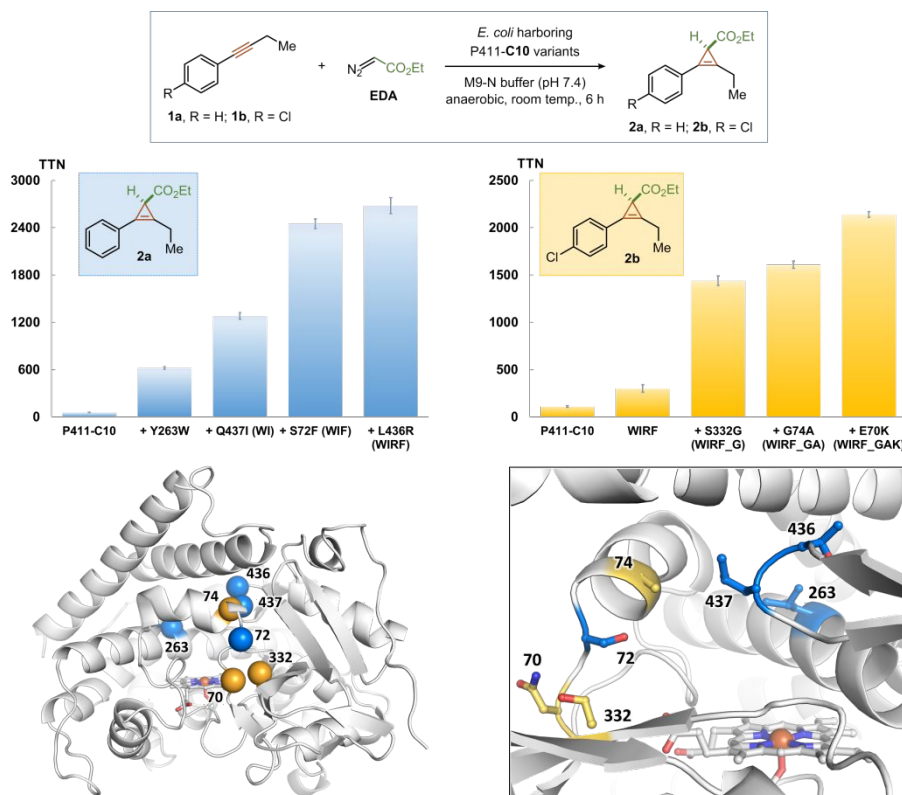 Me
R
1a, R = H; 1b, R = Cl
+
N2
CO2Et
EDA
E. coli harboring
P411-C10 variants
M9-N buffer (pH 7.4)
anaerobic, room temp., 6 h
H
CO2Et
R
Me
2a, R = H; 2b, R = Cl
TTN
3000
2400
1800
1200
600
0
H
CO2Et
Me
2a
P411-C10
+ Y263W
+ Q437I (WI)
+ S72F (WIF)
+ L436R
(WIRF)
TTN
2500
2000
1500
1000
500
0
H
CO2Et
Me
Cl
2b
P411-C10
WIRF
+ S332G
(WIRF_G)
+ G74A
(WIRF_GA)
+ E70K
(WIRF_GAK)
436
74
437
263
72
332
70
436
74
437
263
70
72
332